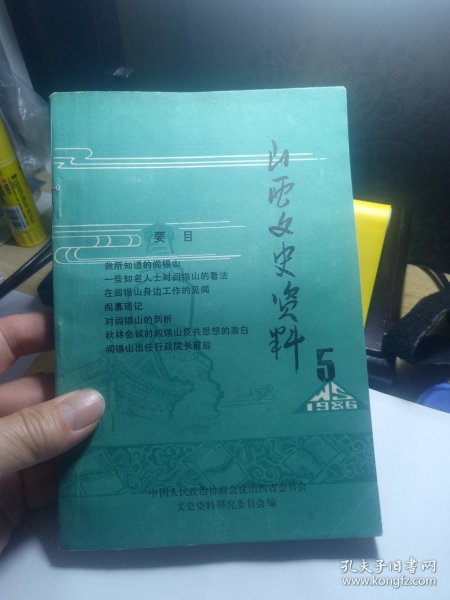 山西文史资料
要目
我所知道的阎锡山
一些知名人士对阎锡山的看法
在阎锡山身边工作的见闻
阎幕琐记
对阎锡山的剖析
秋林会议时阎锡山反共思想的表白
阎锡山出任行政院长前后
5
WS
1986
中国人民政治协商会议山西省委员会
文史资料研究委员会编
孔夫子旧书网
www.kongfz.com